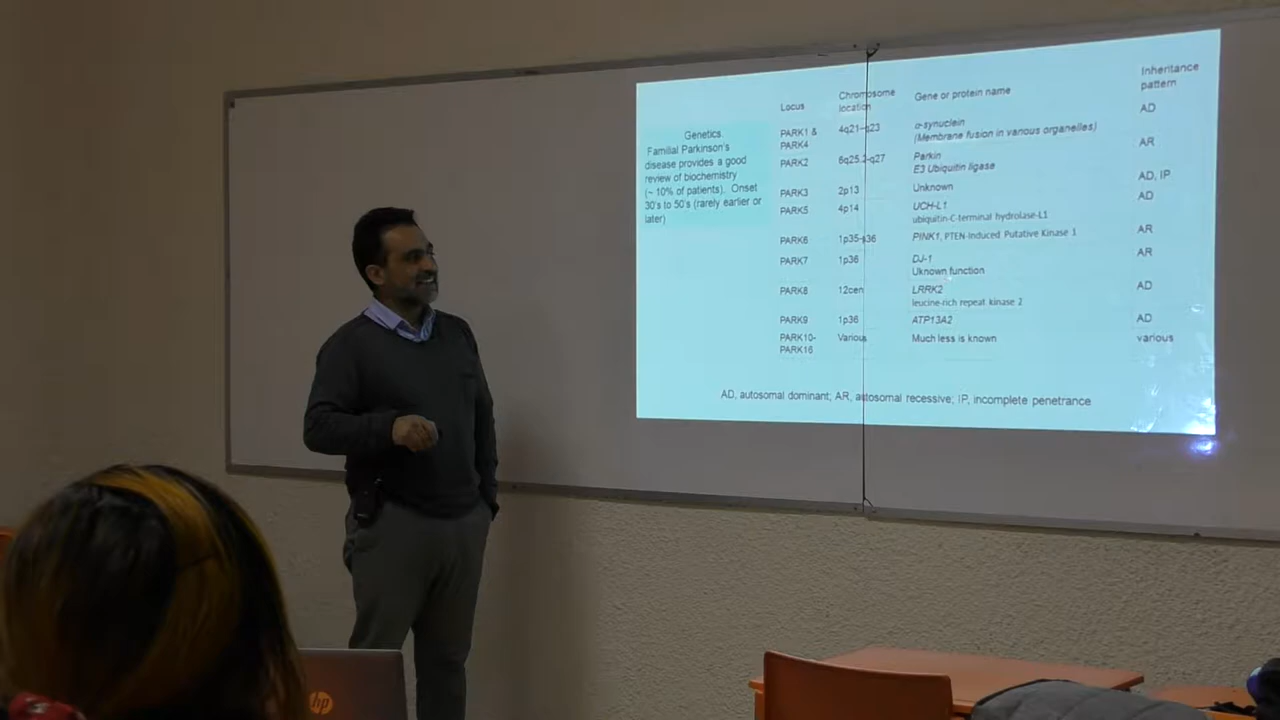 Genetics
Familial Parkinson's
disease provides a good
review of biochemistry
(~ 10% of patients). Onset
30's to 50's (rarely earlier or
later)
Locus Chromosome location Gene or protein name Inheritance pattern
PARK1 & PARK4 4q21-q23 α-synuclein AD
(Membrane fusion in various organelles)
PARK2 6q25.2-q27 Parkin AR
E3 Ubiquitin ligase
PARK3 2p13 Unknown AD, IP
PARK5 4p14 UCH-L1 AD
ubiquitin-C-terminal hydrolase-L1
PARK6 1p35-p36 PINK1, PTEN-Induced Putative Kinase 1 AR
PARK7 1p36 DJ-1 AR
Uknown function
PARK8 12cen LRRK2 AD
leucine-rich repeat kinase 2
PARK9 1p36 ATP13A2 AD
PARK10-PARK16 Various Much less is known various
AD, autosomal dominant; AR, autosomal recessive; IP, incomplete penetrance
hp